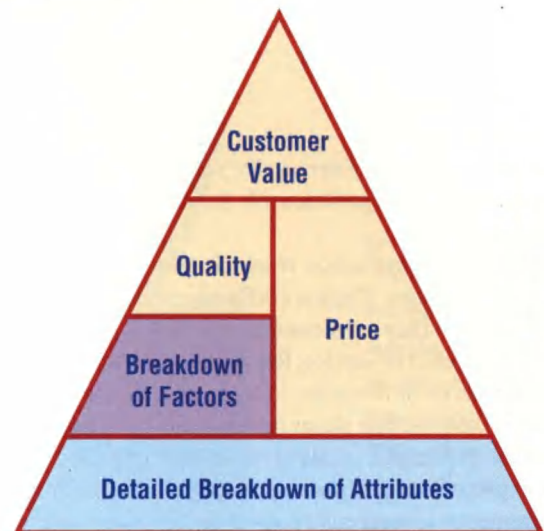 Customer
Value
Quality
Price
Breakdown
of Factors
Detailed Breakdown of Attributes